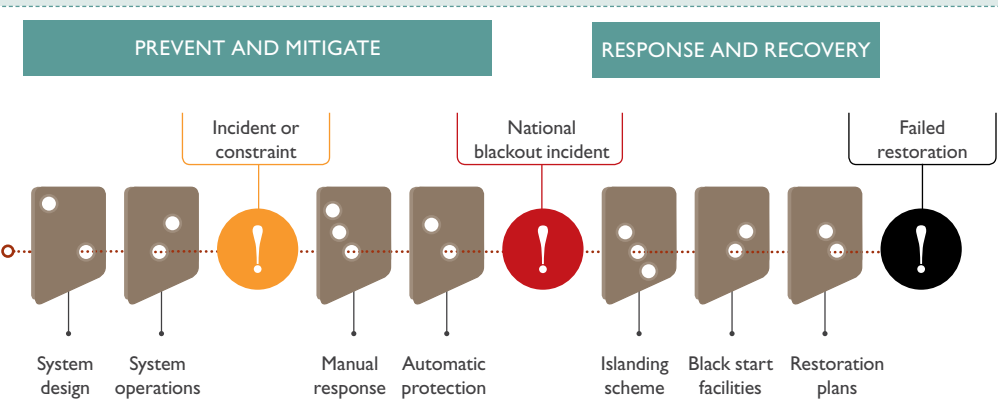 PREVENT AND MITIGATE
RESPONSE AND RECOVERY
Incident or
constraint
National
blackout incident
Failed
restoration
!
!
!
System
design
System
operations
Manual
response
Automatic
protection
Islanding
scheme
Black start
facilities
Restoration
plans